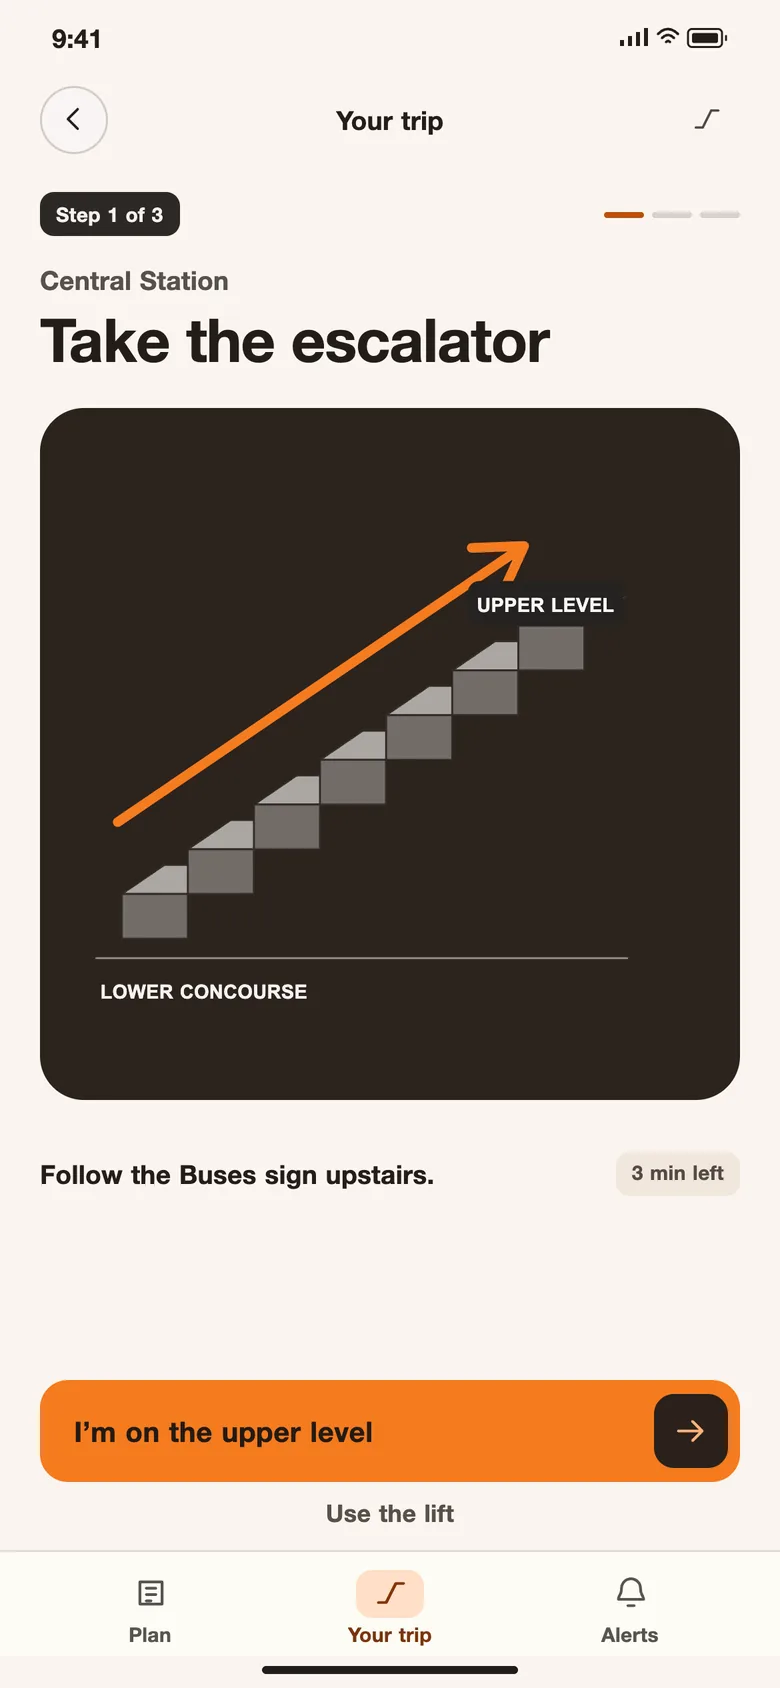 9:41
Your trip
Step 1 of 3
Central Station
Take the escalator
UPPER LEVEL
LOWER CONCOURSE
Follow the Buses sign upstairs.
3 min left
I’m on the upper level
Use the lift
Plan
Your trip
Alerts